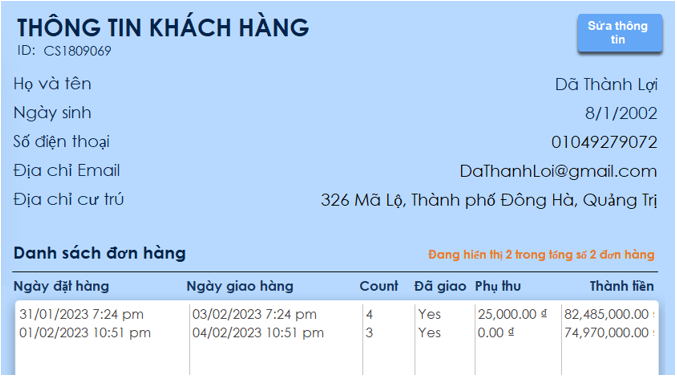 THÔNG TIN KHÁCH HÀNG
Sửa thông
tin
ID: CS1809069
Họ và tên Dã Thành Lợi
Ngày sinh 8/1/2002
Số điện thoại 01049279072
Địa chỉ Email DaThanhLoi@gmail.com
Địa chỉ cư trú 326 Mã Lộ, Thành phố Đông Hà, Quảng Trị
Danh sách đơn hàng Đang hiển thị 2 trong tổng số 2 đơn hàng
Ngày đặt hàng Ngày giao hàng Count Đã giao Phụ thu Thành tiền
31/01/2023 7:24 pm 03/02/2023 7:24 pm 4 Yes 25,000.00 ₫ 82,485,000.00
01/02/2023 10:51 pm 04/02/2023 10:51 pm 3 Yes 0.00 ₫ 74,970,000.00